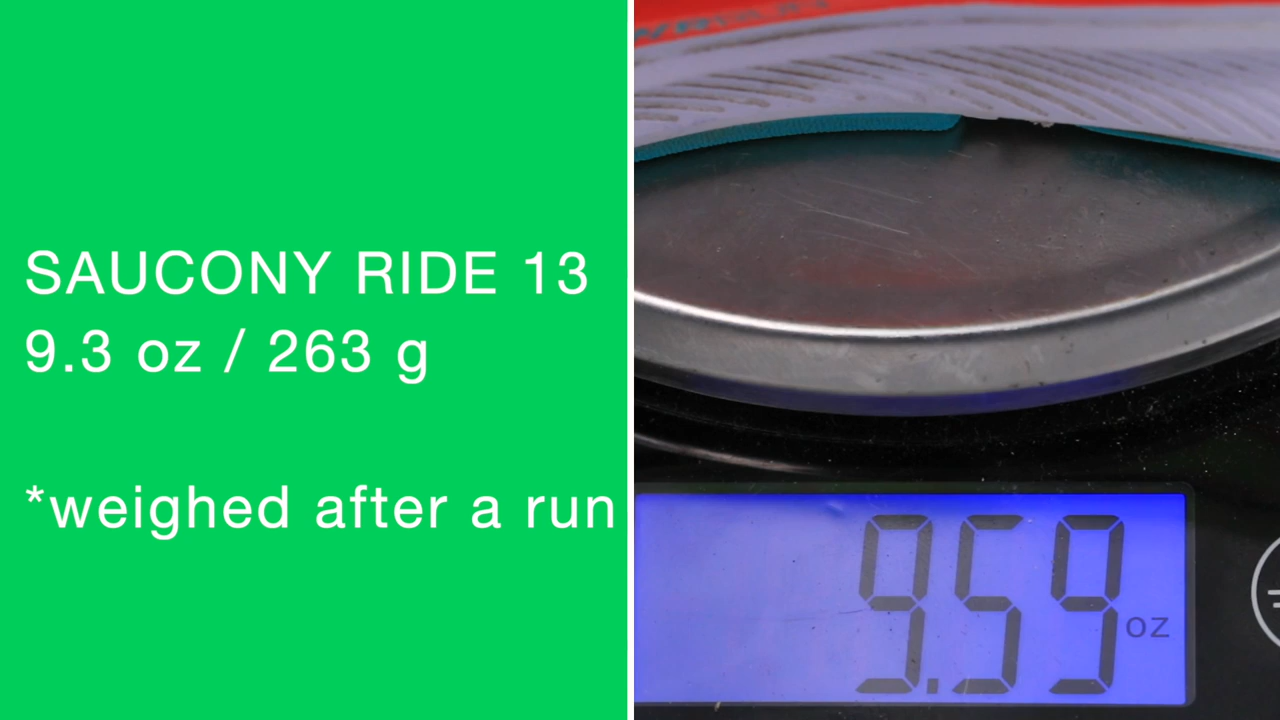 SAUCONY RIDE 13
9.3 oz / 263 g
*weighed after a run
9.59 oz